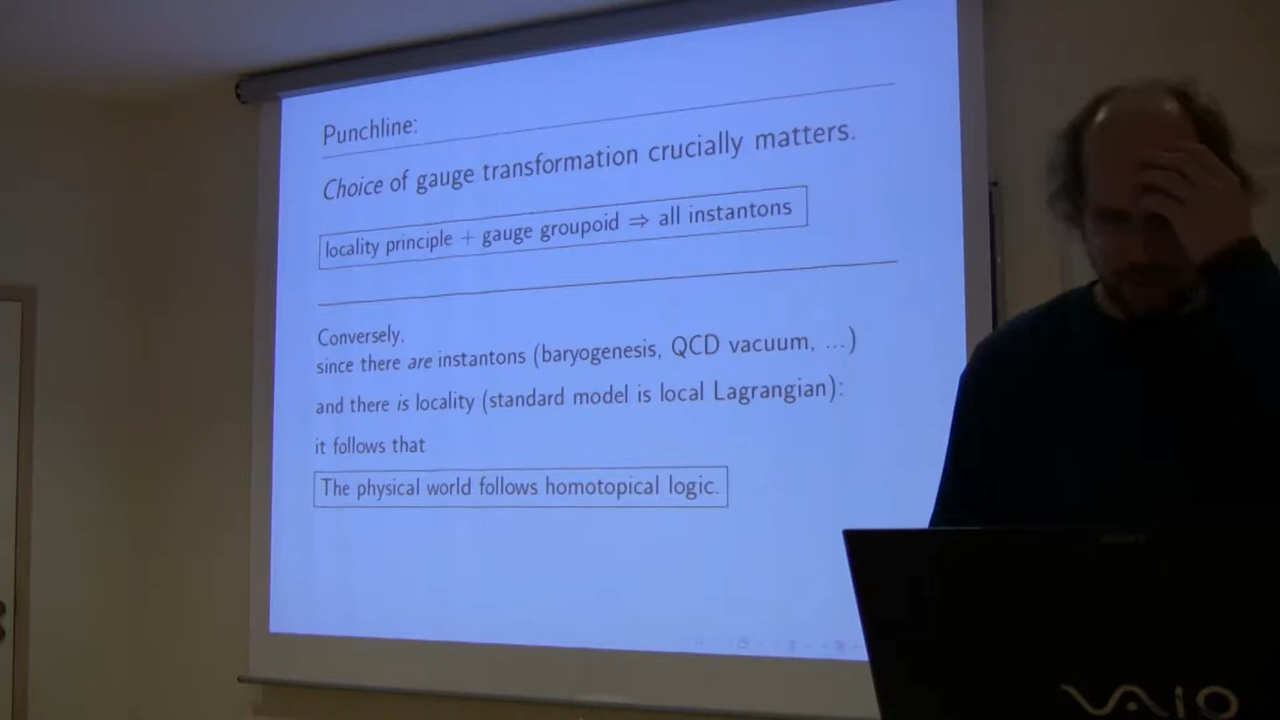 Punchline:
Choice of gauge transformation crucially matters.
locality principle + gauge groupoid ⇒ all instantons
Conversely,
since there are instantons (baryogenesis, QCD vacuum, ...)
and there is locality (standard model is local Lagrangian):
it follows that
The physical world follows homotopical logic.
VAIO